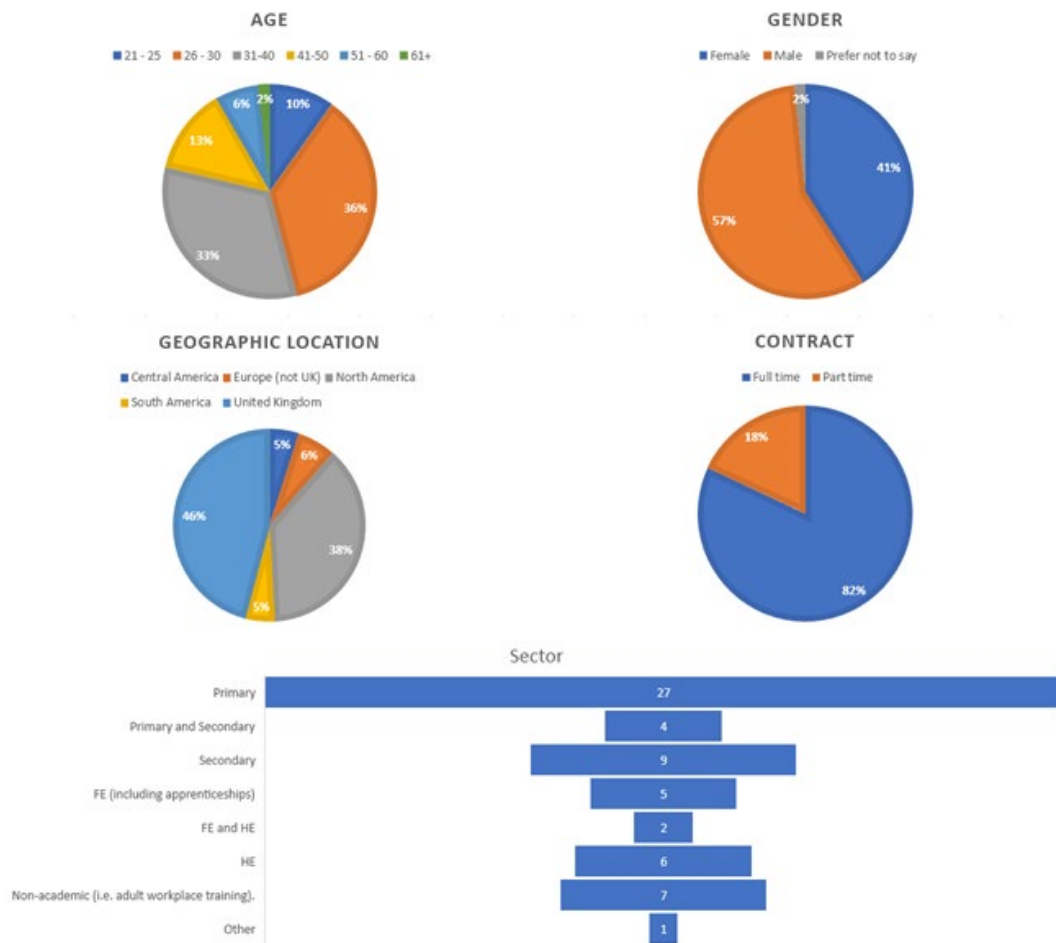 AGE
21 - 25 26 - 30 31-40 41-50 51 - 60 61+
6% 2% 10%
13%
36%
33%
GENDER
Female Male Prefer not to say
2%
41%
57%
GEOGRAPHIC LOCATION
Central America Europe (not UK) North America
South America United Kingdom
5%
6%
46%
38%
5%
CONTRACT
Full time Part time
18%
82%
Sector
Primary 27
Primary and Secondary 4
Secondary 9
FE (including apprenticeships) 5
FE and HE 2
HE 6
Non-academic (i.e. adult workplace training). 7
Other 1